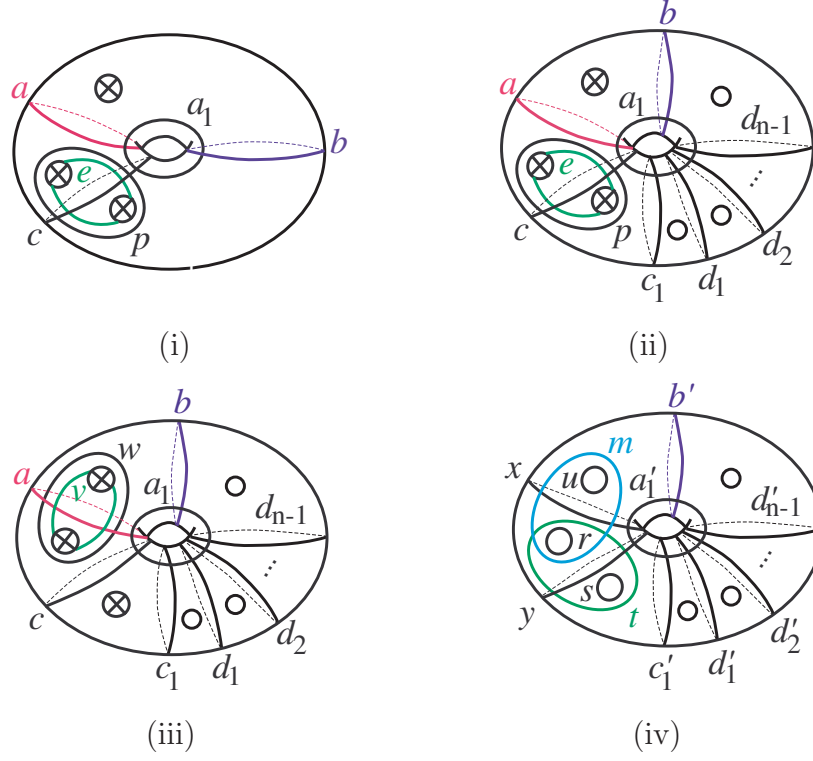 a
a₁
b
e
c
p
(i)
b
a
a₁
dₙ₋₁
e
c
p
...
d₂
c₁
d₁
(ii)
b
w
a
v
a₁
dₙ₋₁
c
...
d₂
c₁
d₁
(iii)
b'
m
x
u
a'₁
d'ₙ₋₁
r
s
y
t
...
d'₂
c'₁
d'₁
(iv)